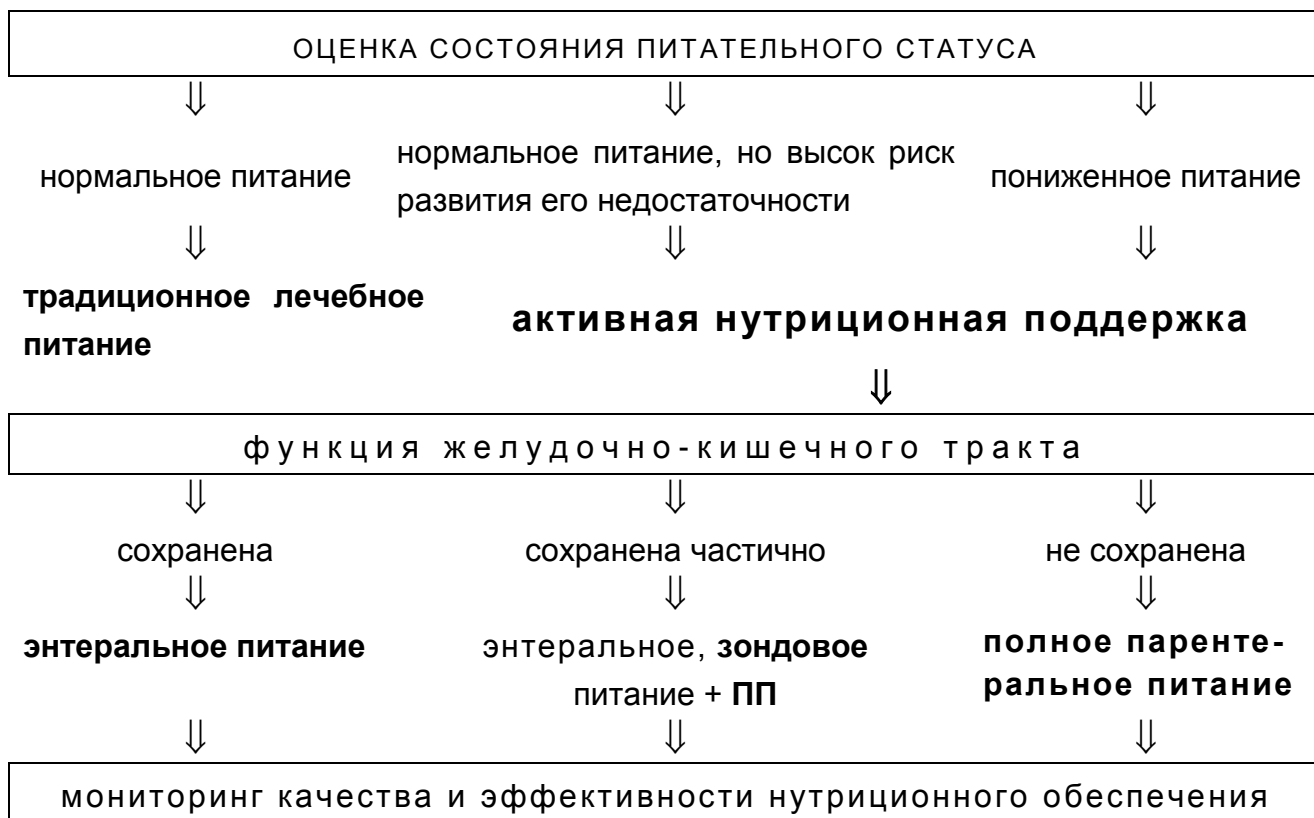 ОЦЕНКА СОСТОЯНИЯ ПИТАТЕЛЬНОГО СТАТУСА
⇓ ⇓ ⇓
нормальное питание
нормальное питание, но высок риск
развития его недостаточности
пониженное питание
⇓ ⇓ ⇓
традиционное лечебное
питание
активная нутриционная поддержка
⇓
функция желудочно-кишечного тракта
⇓ ⇓ ⇓
сохранена
сохранена частично
не сохранена
⇓ ⇓ ⇓
энтеральное питание
энтеральное, зондовое
питание + ПП
полное паренте-
ральное питание
⇓ ⇓ ⇓
мониторинг качества и эффективности нутриционного обеспечения